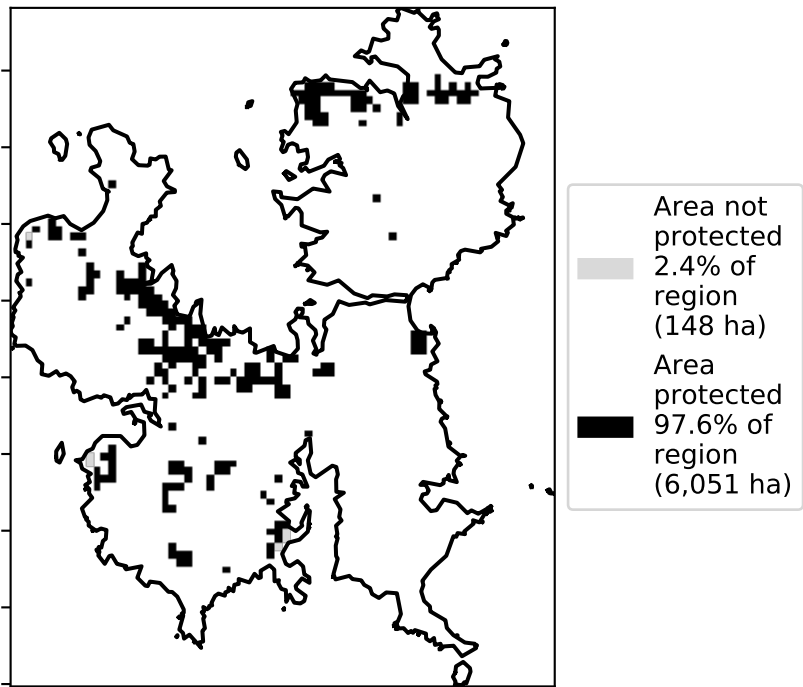 Area not
protected
2.4% of
region
(148 ha)
Area
protected
97.6% of
region
(6,051 ha)